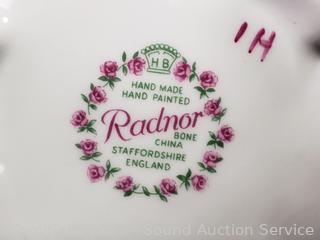 1H
HB
HAND MADE
HAND PAINTED
Radnor
BONE
CHINA
STAFFORDSHIRE
ENGLAND
Sound Auction Service